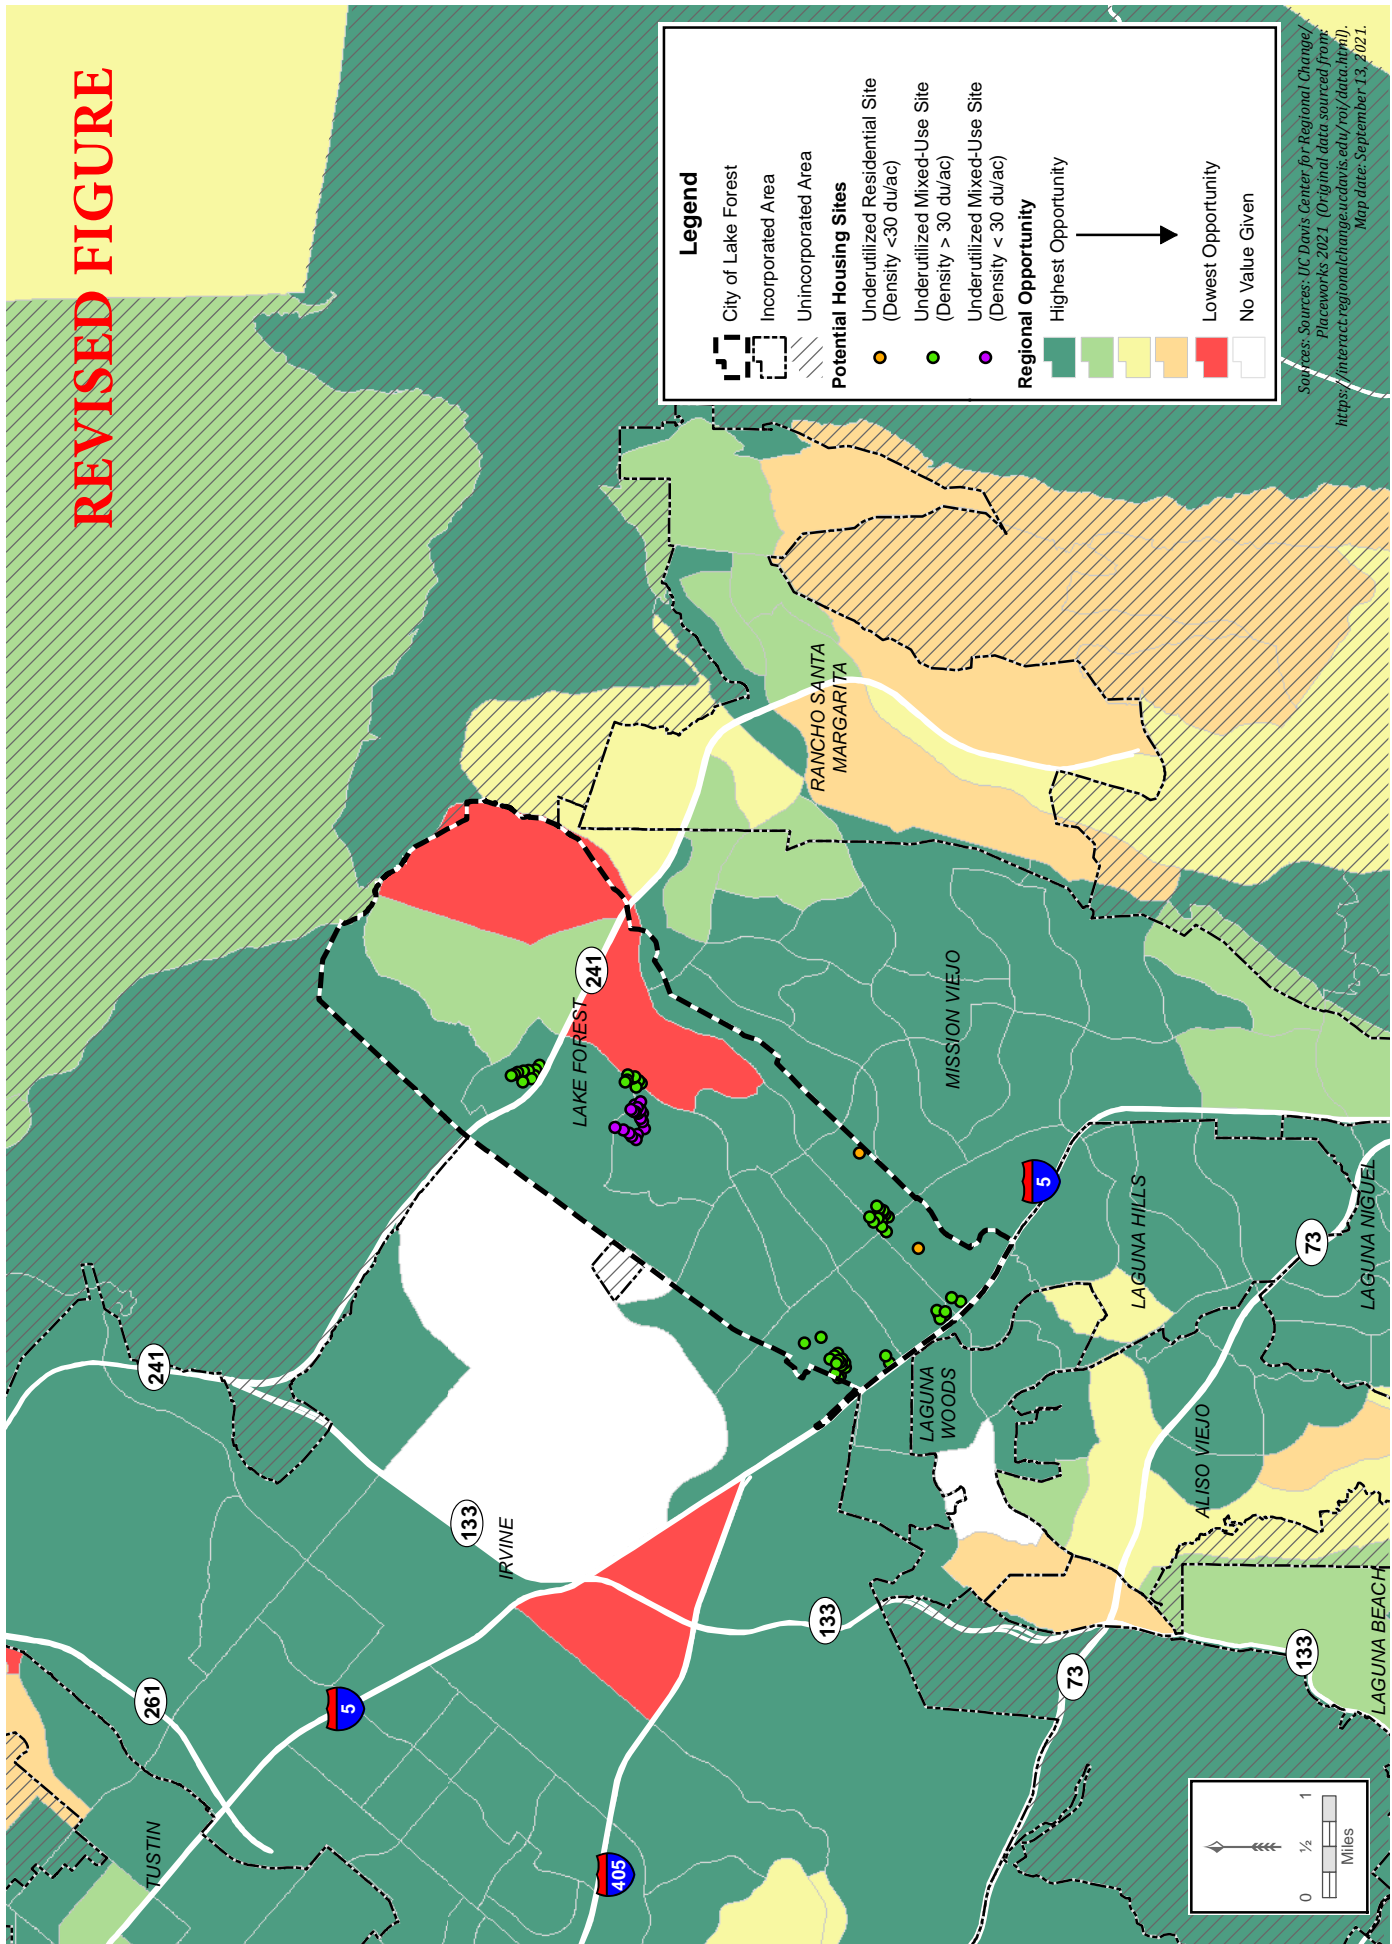 REVISED FIGURE
Legend
City of Lake Forest
Incorporated Area
Unincorporated Area
Potential Housing Sites
Underutilized Residential Site
(Density <30 du/ac)
Underutilized Mixed-Use Site
(Density > 30 du/ac)
Underutilized Mixed-Use Site
(Density < 30 du/ac)
Regional Opportunity
Highest Opportunity
Lowest Opportunity
No Value Given
Sources: Sources: UC Davis Center for Regional Change/
Placeworks 2021 (Original data sourced from:
https://interact.regionalchange.ucdavis.edu/roi/data.html).
Map date: September 13, 2021.
TUSTIN
261
5
241
133
IRVINE
405
241
LAKE FOREST
RANCHO SANTA
MARGARITA
133
LAGUNA
WOODS
MISSION VIEJO
5
73
LAGUNA HILLS
ALISO VIEJO
73
133
LAGUNA NIGUEL
LAGUNA BEACH
0 ½ 1
Miles